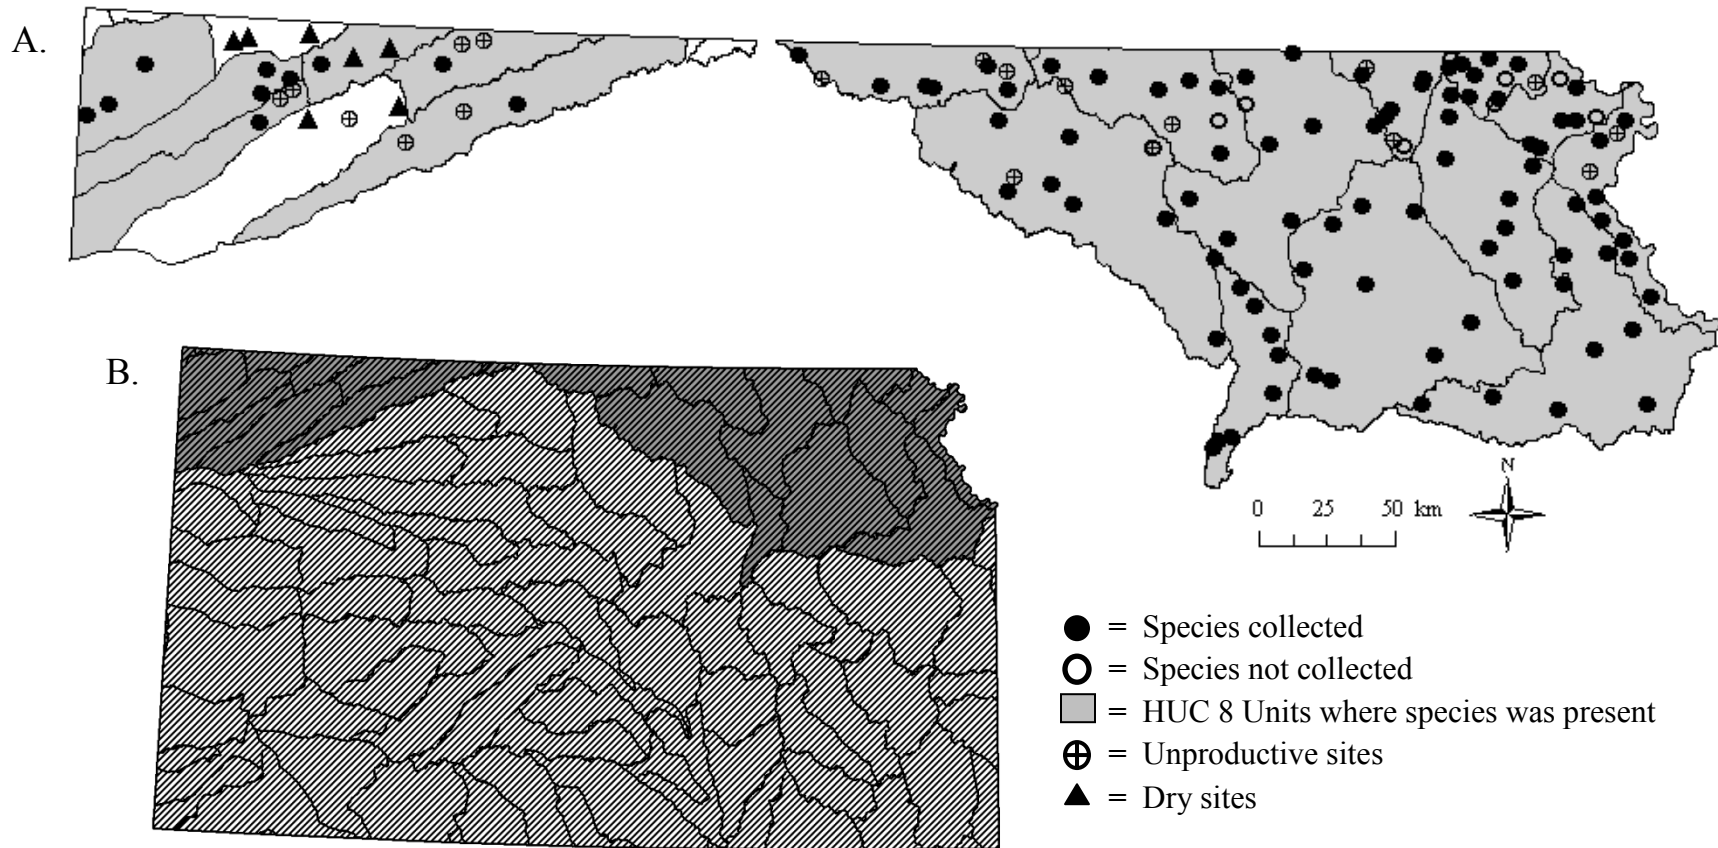 A.
B.
N
0 25 50 km
= Species collected
= Species not collected
= HUC 8 Units where species was present
= Unproductive sites
= Dry sites